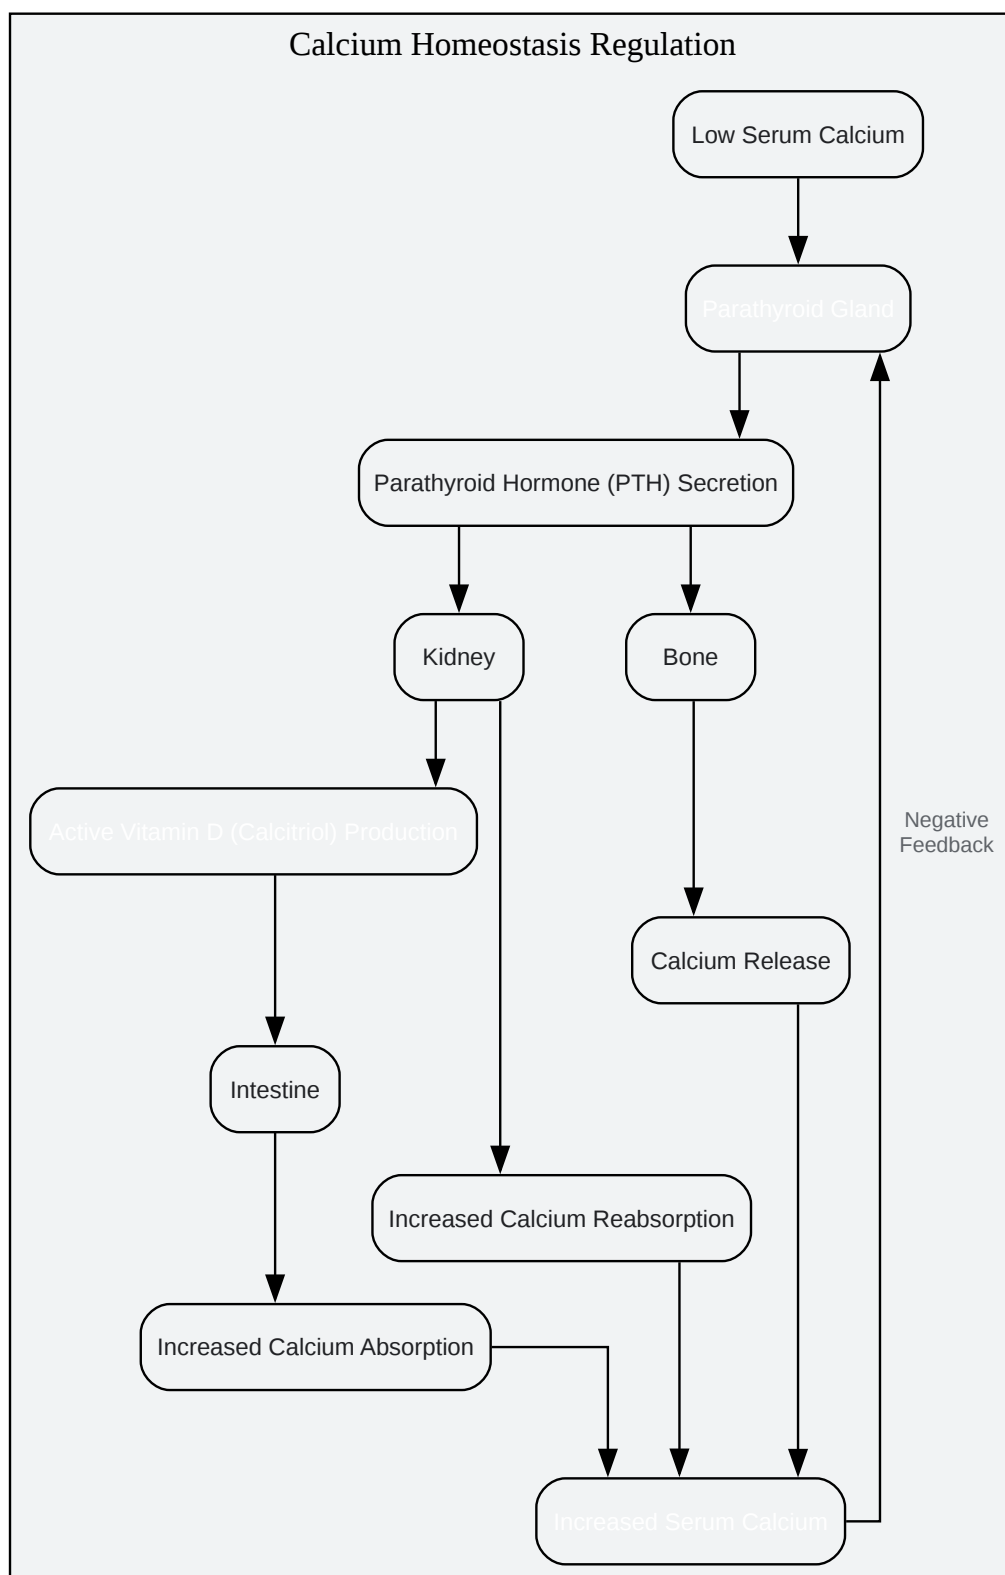 Calcium Homeostasis Regulation
Low Serum Calcium
Parathyroid Gland
Parathyroid Hormone (PTH) Secretion
Kidney
Bone
Active Vitamin D (Calcitriol) Production
Negative
Feedback
Calcium Release
Intestine
Increased Calcium Reabsorption
Increased Calcium Absorption
Increased Serum Calcium